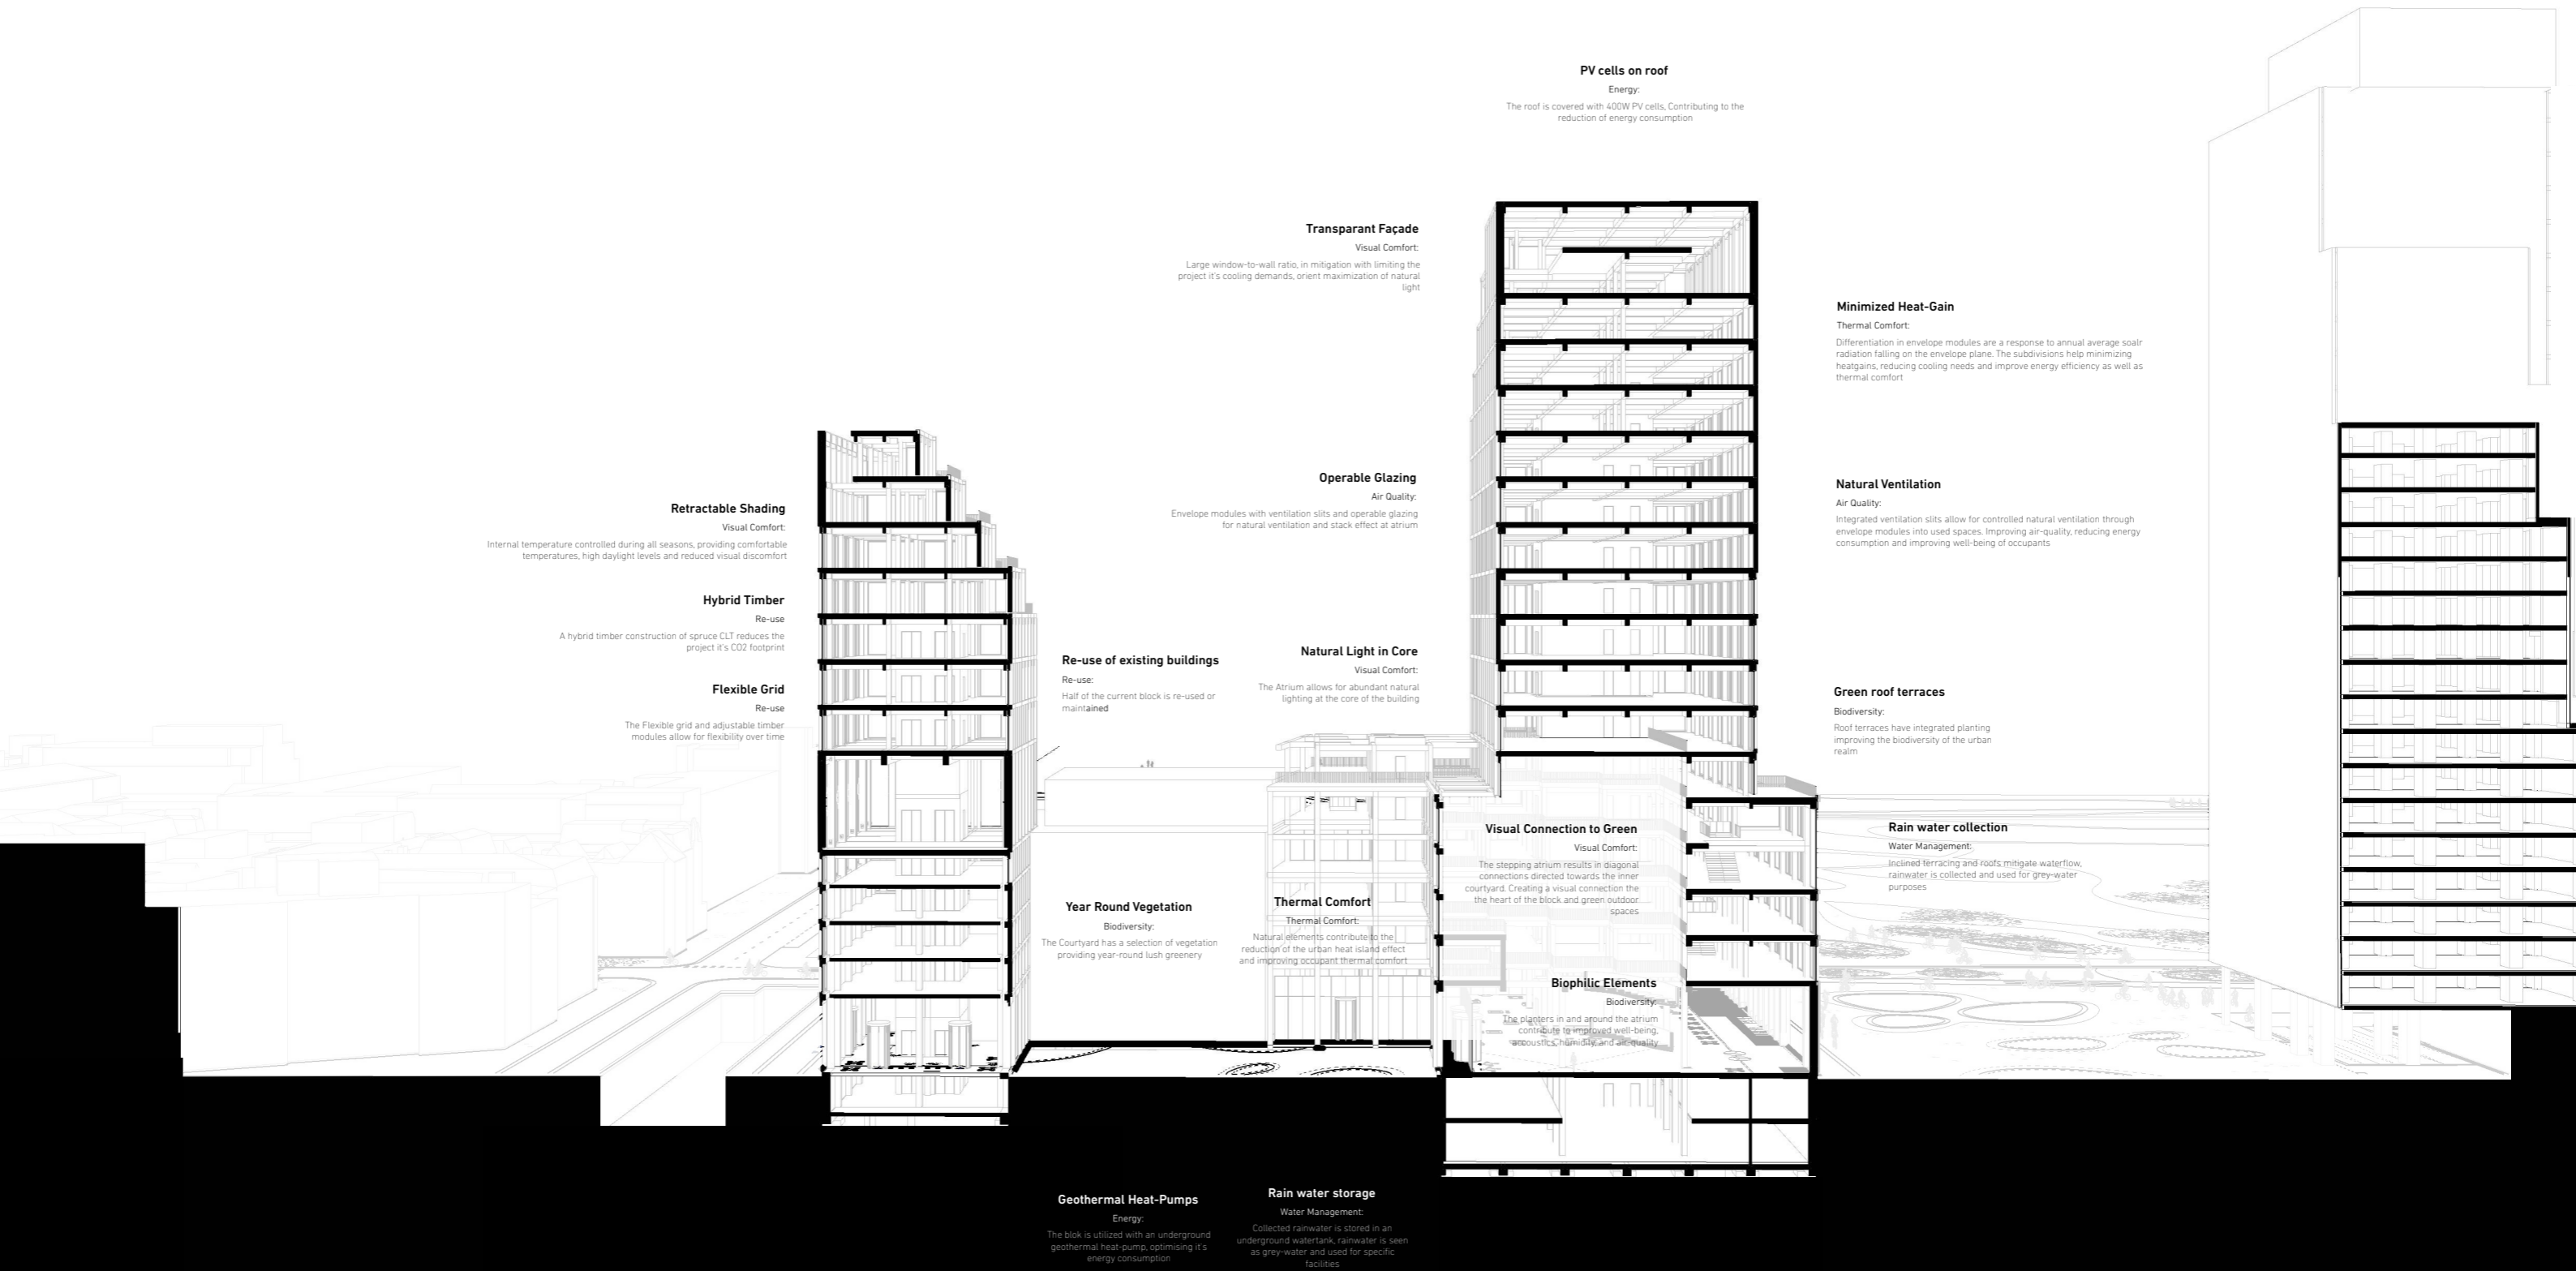 PV cells on roof
Energy:
The roof is covered with 400W PV cells, Contributing to the
reduction of energy consumption
Transparant Façade
Visual Comfort:
Large window-to-wall ratio, in mitigation with limiting the
project it's cooling demands, orient maximization of natural
light
Minimized Heat-Gain
Thermal Comfort:
Differentiation in envelope modules are a response to annual average soalr
radiation falling on the envelope plane. The subdivisions help minimizing
heatgains, reducing cooling needs and improve energy efficiency as well as
thermal comfort
Retractable Shading
Visual Comfort:
Internal temperature controlled during all seasons, providing comfortable
temperatures, high daylight levels and reduced visual discomfort
Operable Glazing
Air Quality:
Envelope modules with ventilation slits and operable glazing
for natural ventilation and stack effect at atrium
Natural Ventilation
Air Quality:
Integrated ventilation slits allow for controlled natural ventilation through
envelope modules into used spaces. Improving air-quality, reducing energy
consumption and improving well-being of occupants
Hybrid Timber
Re-use
A hybrid timber construction of spruce CLT reduces the
project it's CO2 footprint
Flexible Grid
Re-use
The Flexible grid and adjustable timber
modules allow for flexibility over time
Re-use of existing buildings
Re-use:
Half of the current block is re-used or
maintained
Natural Light in Core
Visual Comfort:
The Atrium allows for abundant natural
lighting at the core of the building
Green roof terraces
Biodiversity:
Roof terraces have integrated planting
improving the biodiversity of the urban
realm
Visual Connection to Green
Visual Comfort:
The stepping atrium results in diagonal
connections directed towards the inner
courtyard. Creating a visual connection the
the heart of the block and green outdoor
spaces
Rain water collection
Water Management:
Inclined terracing and roofs mitigate waterflow,
rainwater is collected and used for grey-water
purposes
Year Round Vegetation
Biodiversity:
The Courtyard has a selection of vegetation
providing year-round lush greenery
Thermal Comfort
Thermal Comfort:
Natural elements contribute to the
reduction of the urban heat island effect
and improving occupant thermal comfort
Biophilic Elements
Biodiversity:
The planters in and around the atrium
contribute to improved well-being,
accoustics, humidity, and air-quality
Geothermal Heat-Pumps
Energy:
The blok is utilized with an underground
geothermal heat-pump, optimising it's
energy consumption
Rain water storage
Water Management:
Collected rainwater is stored in an
underground watertank, rainwater is seen
as grey-water and used for specific
facilities